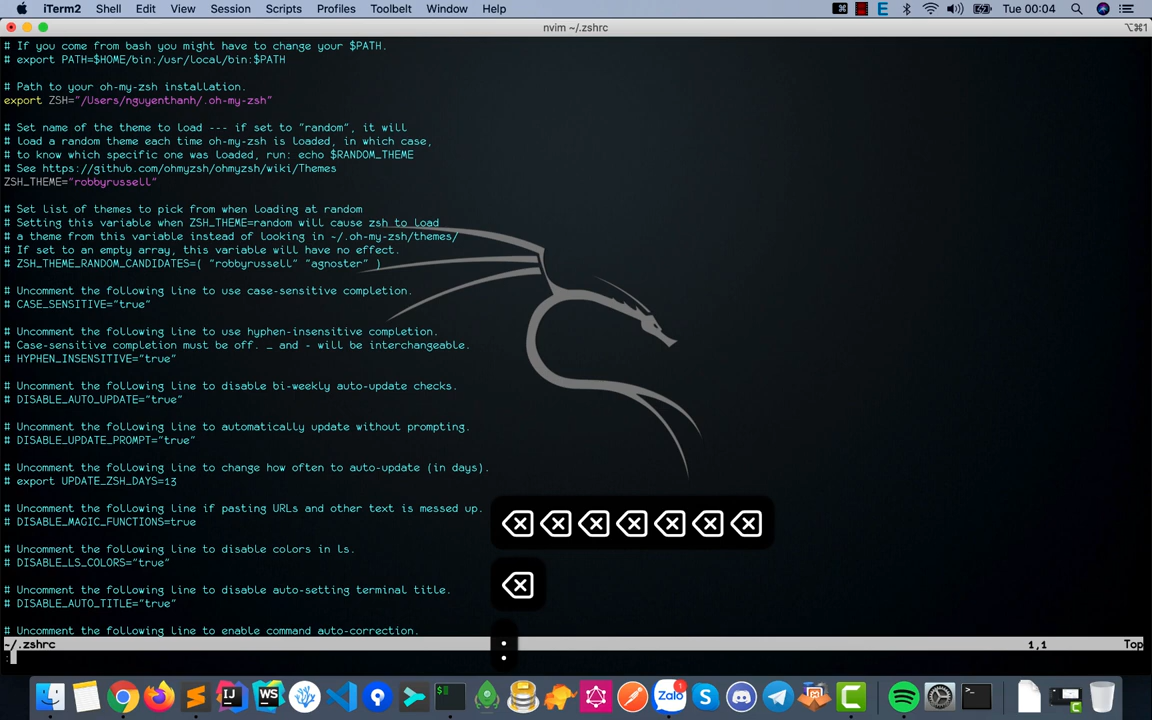 iTerm2 Shell Edit View Session Scripts Profiles Toolbelt Window Help Tue 00:04
nvim ~/.zshrc ⌥⌘1
# If you come from bash you might have to change your $PATH.
# export PATH=$HOME/bin:/usr/local/bin:$PATH
# Path to your oh-my-zsh installation.
export ZSH="/Users/nguyenthanh/.oh-my-zsh"
# Set name of the theme to load --- if set to "random", it will
# load a random theme each time oh-my-zsh is loaded, in which case,
# to know which specific one was loaded, run: echo $RANDOM_THEME
# See https://github.com/ohmyzsh/ohmyzsh/wiki/Themes
ZSH_THEME="robbyrussell"
# Set list of themes to pick from when loading at random
# Setting this variable when ZSH_THEME=random will cause zsh to load
# a theme from this variable instead of looking in ~/.oh-my-zsh/themes/
# If set to an empty array, this variable will have no effect.
# ZSH_THEME_RANDOM_CANDIDATES=( "robbyrussell" "agnoster" )
# Uncomment the following line to use case-sensitive completion.
# CASE_SENSITIVE="true"
# Uncomment the following line to use hyphen-insensitive completion.
# Case-sensitive completion must be off. _ and - will be interchangeable.
# HYPHEN_INSENSITIVE="true"
# Uncomment the following line to disable bi-weekly auto-update checks.
# DISABLE_AUTO_UPDATE="true"
# Uncomment the following line to automatically update without prompting.
# DISABLE_UPDATE_PROMPT="true"
# Uncomment the following line to change how often to auto-update (in days).
# export UPDATE_ZSH_DAYS=13
# Uncomment the following line if pasting URLs and other text is messed up.
# DISABLE_MAGIC_FUNCTIONS=true
# Uncomment the following line to disable colors in ls.
# DISABLE_LS_COLORS="true"
# Uncomment the following line to disable auto-setting terminal title.
# DISABLE_AUTO_TITLE="true"
# Uncomment the following line to enable command auto-correction.
~/.zshrc 1,1 Top
:
:
IJ WS Zalo 1